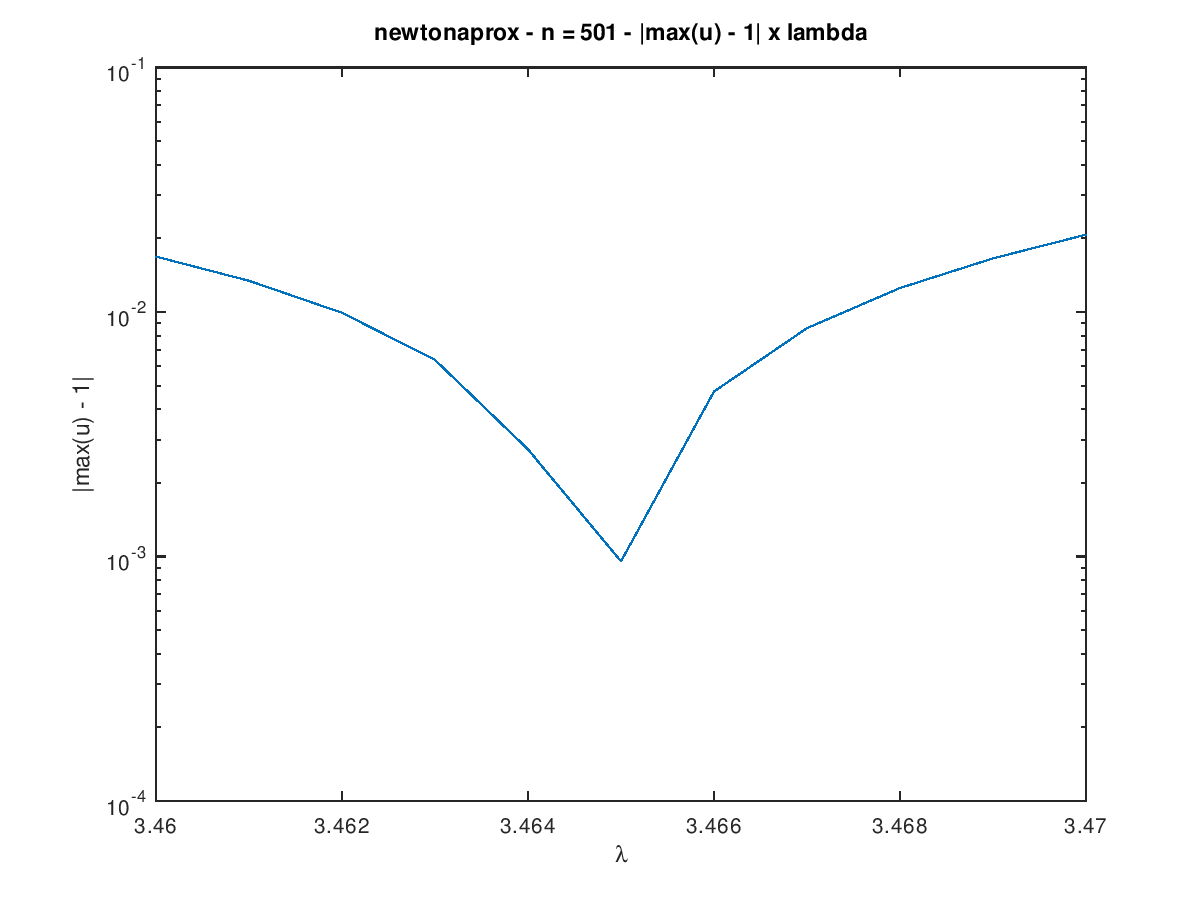 newtonaprox - n = 501 - |max(u) - 1| x lambda
10^-1
10^-2
10^-3
10^-4
|max(u) - 1|
3.46 3.462 3.464 3.466 3.468 3.47
λ